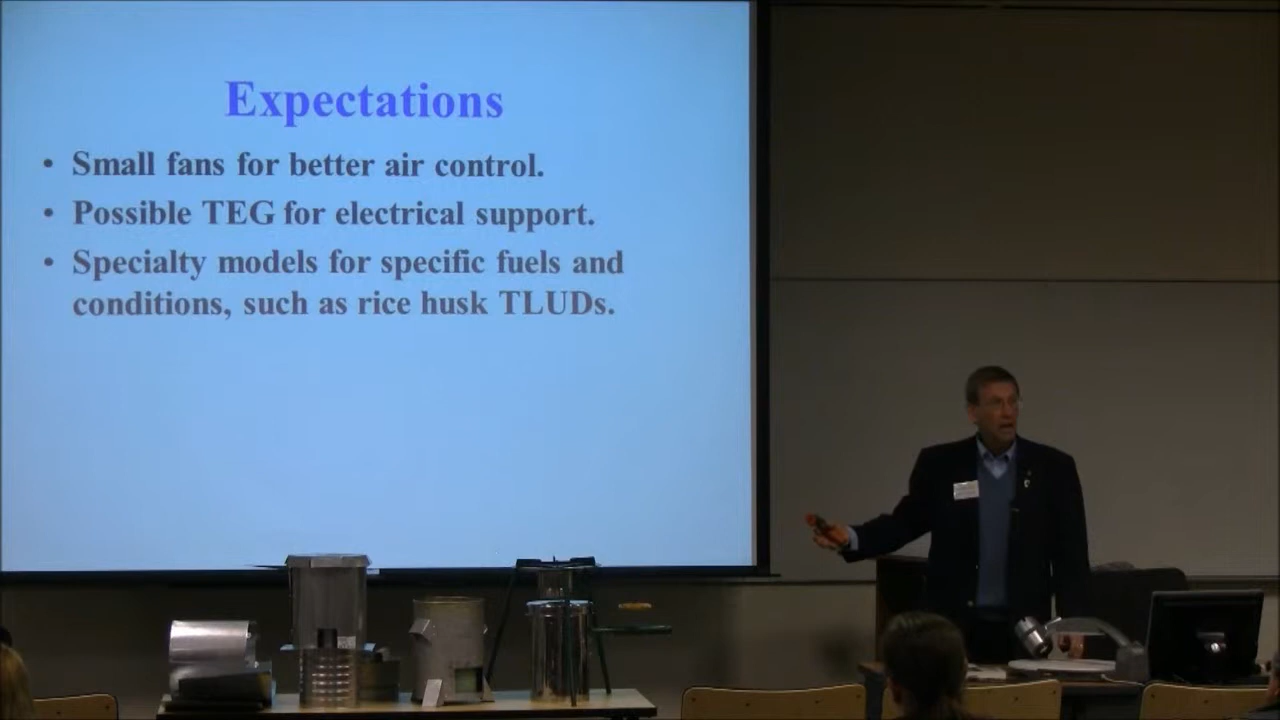 Expectations
• Small fans for better air control.
• Possible TEG for electrical support.
• Specialty models for specific fuels and
conditions, such as rice husk TLUDs.